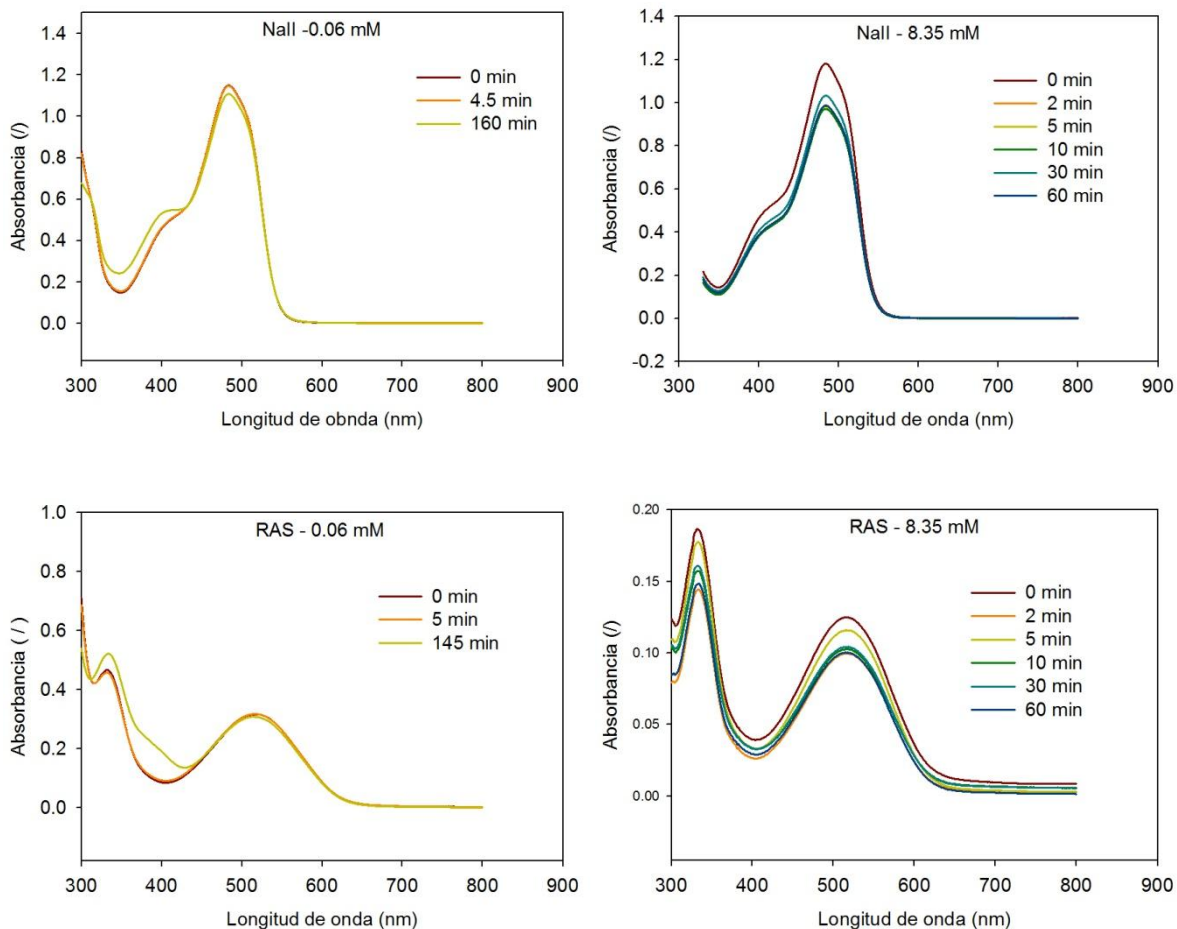 NaII -0.06 mM
0 min
4.5 min
160 min
Absorbancia (/)
1.4
1.2
1.0
0.8
0.6
0.4
0.2
0.0
300 400 500 600 700 800 900
Longitud de obnda (nm)
NaII - 8.35 mM
0 min
2 min
5 min
10 min
30 min
60 min
Absorbancia (/)
1.4
1.2
1.0
0.8
0.6
0.4
0.2
0.0
-0.2
300 400 500 600 700 800 900
Longitud de onda (nm)
RAS - 0.06 mM
0 min
5 min
145 min
Absorbancia ( / )
1.0
0.8
0.6
0.4
0.2
0.0
300 400 500 600 700 800 900
Longitud de onda (nm)
RAS - 8.35 mM
0 min
2 min
5 min
10 min
30 min
60 min
Absorbancia (/)
0.20
0.15
0.10
0.05
0.00
300 400 500 600 700 800 900
Longitud de onda (nm)